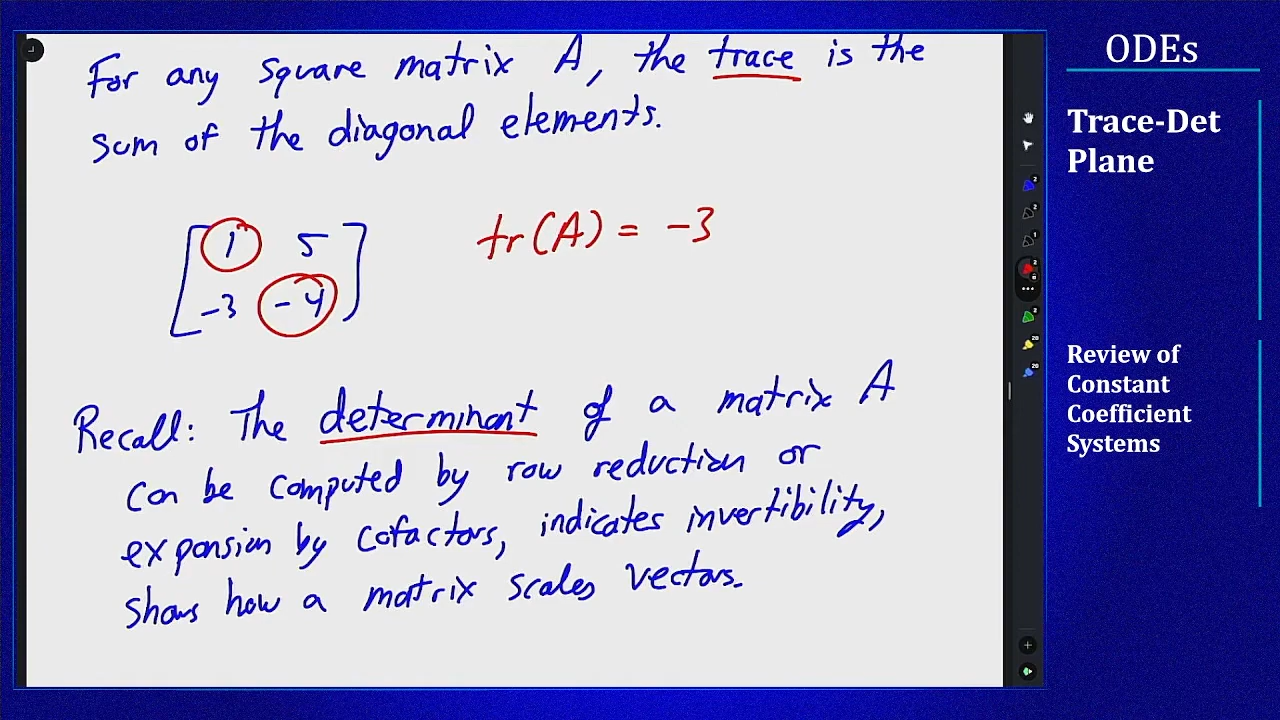 For any square matrix A, the trace is the
sum of the diagonal elements.
1 5
-3 -4
tr(A) = -3
Recall: The determinant of a matrix A
can be computed by row reduction or
expansion by cofactors, indicates invertibility,
shows how a matrix scales vectors.
ODEs
Trace-Det
Plane
Review of
Constant
Coefficient
Systems